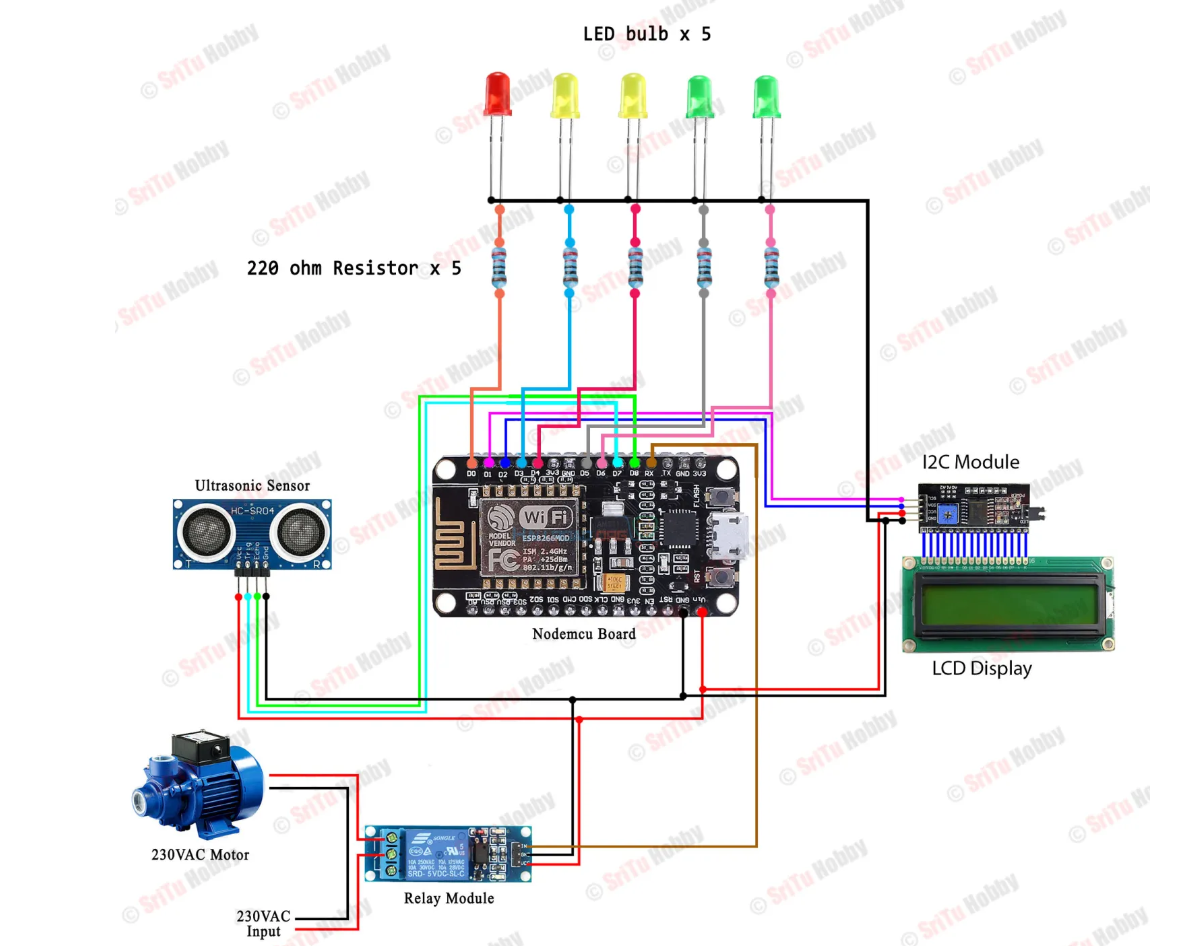 LED bulb x 5
220 ohm Resistor x 5
© SriTu Hobby
Ultrasonic Sensor
HC-SR04
Vcc
Trig
Echo
Gnd
T
R
D0 D1 D2 D3 D4 3V3 GND D5 D6 D7 D8 RX TX GND 3V3
FLASH
RST
WiFi
MODEL
VENDOR
ESP8266MOD
ISM 2.4GHz
PA +25dBm
802.11b/g/n
FC
SD3 SD2 SD1 CMD SD0 CLK GND 3V3 EN RST GND Vin
Nodemcu Board
I2C Module
LCD Display
230VAC Motor
SONGLE
10A 250VAC
SRD-5VDC-SL-C
IN
Relay Module
230VAC
Input